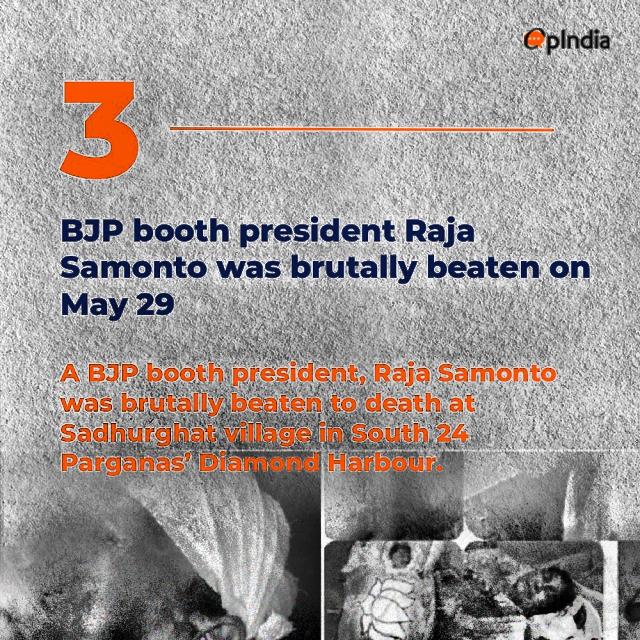 OpIndia
3
BJP booth president Raja
Samonto was brutally beaten on
May 29
A BJP booth president, Raja Samonto
was brutally beaten to death at
Sadhurghat village in South 24
Parganas’ Diamond Harbour.